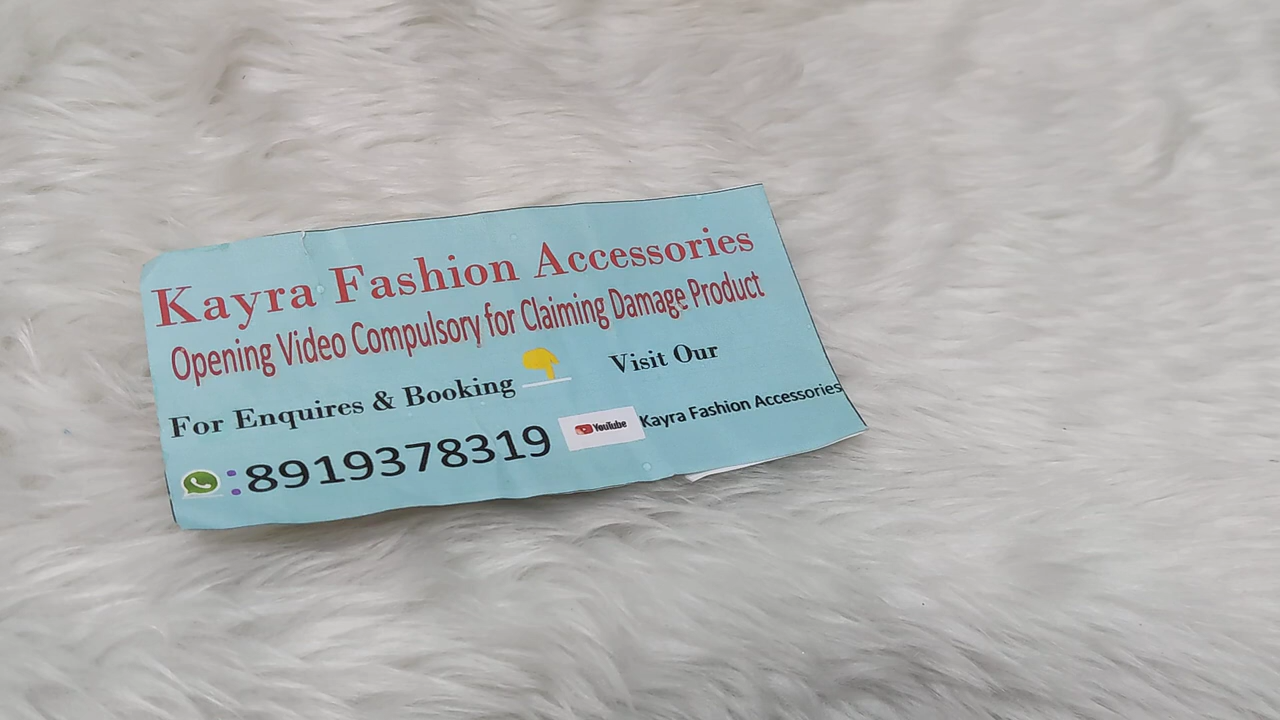 Kayra Fashion Accessories
Opening Video Compulsory for Claiming Damage Product
For Enquires & Booking
Visit Our
:8919378319
YouTube Kayra Fashion Accessories